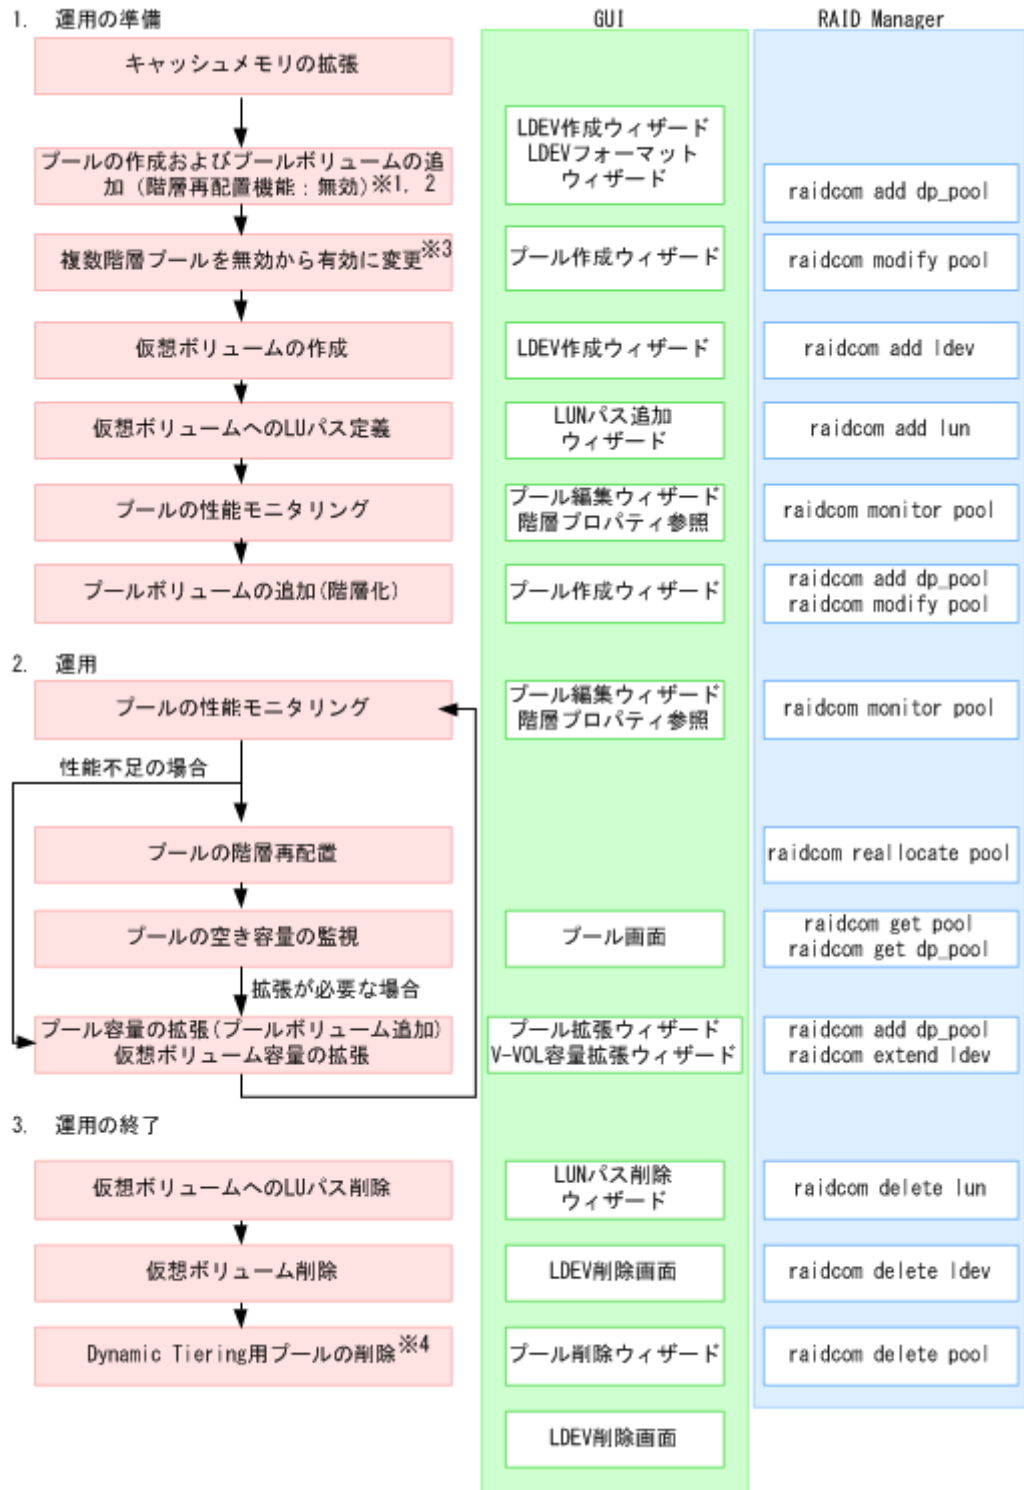 1. 運用の準備
GUI
RAID Manager
キャッシュメモリの拡張
LDEV作成ウィザード
LDEVフォーマット
ウィザード
プールの作成およびプールボリュームの追
加（階層再配置機能：無効)※1, 2
raidcom add dp_pool
複数階層プールを無効から有効に変更※3
プール作成ウィザード
raidcom modify pool
仮想ボリュームの作成
LDEV作成ウィザード
raidcom add ldev
仮想ボリュームへのLUパス定義
LUNパス追加
ウィザード
raidcom add lun
プールの性能モニタリング
プール編集ウィザード
階層プロパティ参照
raidcom monitor pool
プールボリュームの追加(階層化)
プール作成ウィザード
raidcom add dp_pool
raidcom modify pool
2. 運用
プールの性能モニタリング
プール編集ウィザード
階層プロパティ参照
raidcom monitor pool
性能不足の場合
プールの階層再配置
raidcom reallocate pool
プールの空き容量の監視
プール画面
raidcom get pool
raidcom get dp_pool
拡張が必要な場合
プール容量の拡張(プールボリューム追加)
仮想ボリューム容量の拡張
プール拡張ウィザード
V-VOL容量拡張ウィザード
raidcom add dp_pool
raidcom extend ldev
3. 運用の終了
仮想ボリュームへのLUパス削除
LUNパス削除
ウィザード
raidcom delete lun
仮想ボリューム削除
LDEV削除画面
raidcom delete ldev
Dynamic Tiering用プールの削除※4
プール削除ウィザード
raidcom delete pool
LDEV削除画面